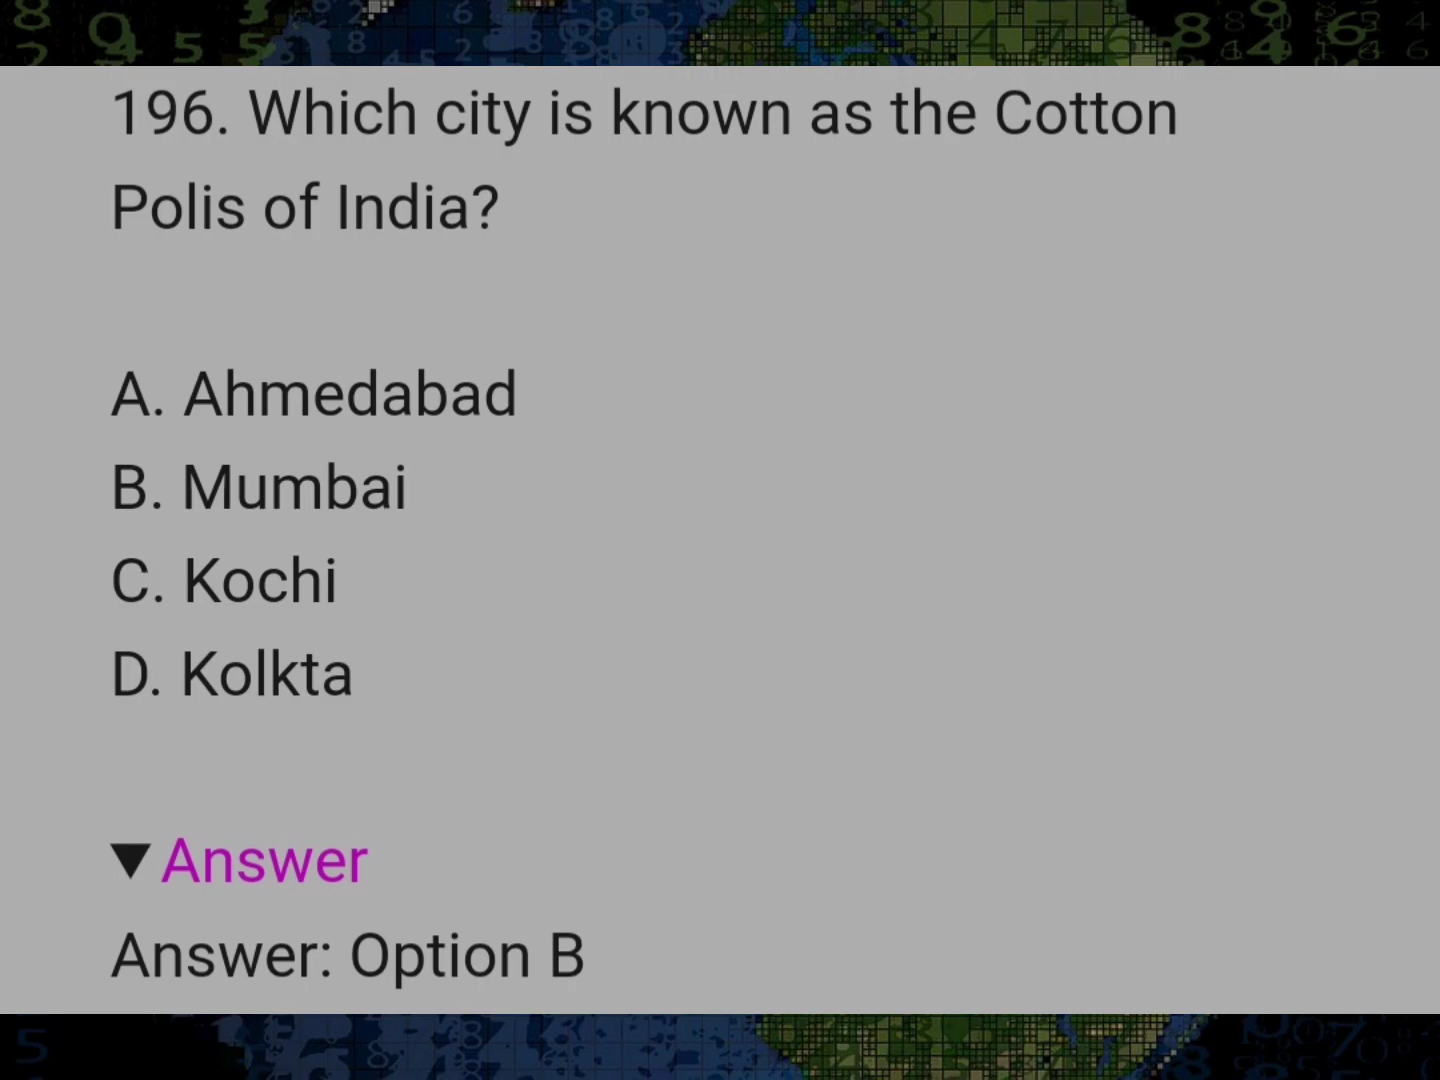 196. Which city is known as the Cotton
Polis of India?
A. Ahmedabad
B. Mumbai
C. Kochi
D. Kolkta
▼ Answer
Answer: Option B